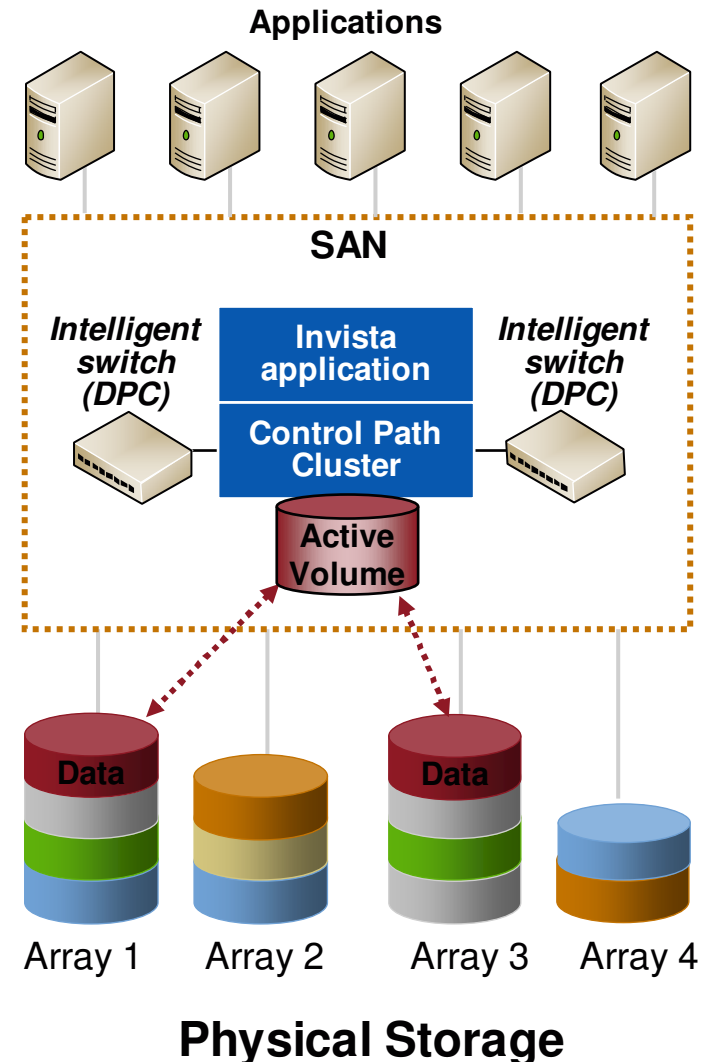 Applications
SAN
Intelligent
switch
(DPC)
Invista
application
Intelligent
switch
(DPC)
Control Path
Cluster
Active
Volume
Data
Data
Array 1
Array 2
Array 3
Array 4
Physical Storage